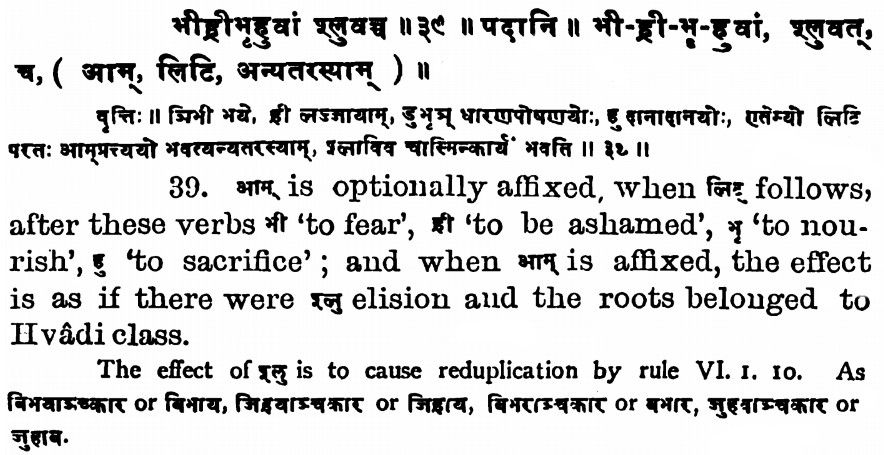 भीह्रीभृहुवां श्लुवच्च ॥ ३९ ॥ पदानि ॥ भी-ह्री-भृ-हुवां, श्लुवत्,
च, ( आम्, लिटि, अन्यतरस्याम् ) ॥
वृत्तिः ॥ ञिभी भये, ह्री लज्जायाम्, डुभृञ् धारणपोषणयोः, हु दानादानयोः, एतेभ्यो लिटि
परतः आम्प्रत्ययो भवत्यन्यतरस्याम्, श्लाविव चास्मिन्कार्यं भवति ॥ ३९ ॥
39. आम् is optionally affixed, when लिट् follows,
after these verbs भी 'to fear', ह्री 'to be ashamed', भृ 'to nou-
rish', हु 'to sacrifice' ; and when आम् is affixed, the effect
is as if there were श्लु elision and the roots belonged to
Hvâdi class.
The effect of श्लु is to cause reduplication by rule VI. 1. 10. As
बिभयाञ्चकार or बिभाय, जिह्रयाञ्चकार or जिह्राय, बिभराञ्चकार or बभार, जुहवाञ्चकार or
जुहाव.